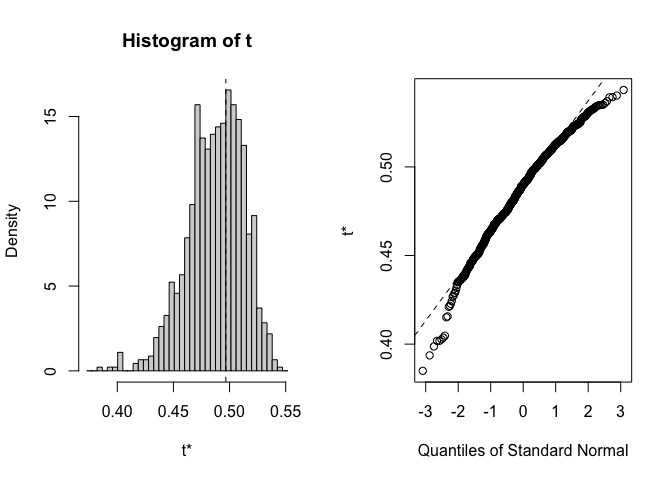 Histogram of t
Density
0 5 10 15
0.40 0.45 0.50 0.55
t*
t*
0.40 0.45 0.50
-3 -2 -1 0 1 2 3
Quantiles of Standard Normal